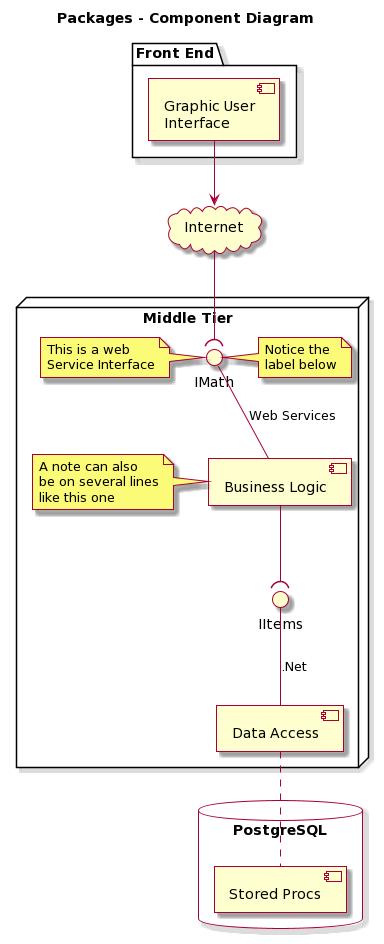 Packages - Component Diagram
Front End
Graphic User
Interface
Internet
Middle Tier
This is a web
Service Interface
Notice the
label below
IMath
Web Services
A note can also
be on several lines
like this one
Business Logic
IItems
.Net
Data Access
PostgreSQL
Stored Procs